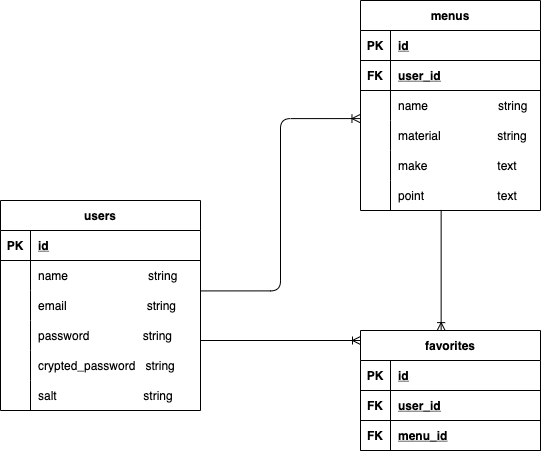 menus
PK id
FK user_id
name string
material string
make text
point text
users
PK id
name string
email string
password string
crypted_password string
salt string
favorites
PK id
FK user_id
FK menu_id